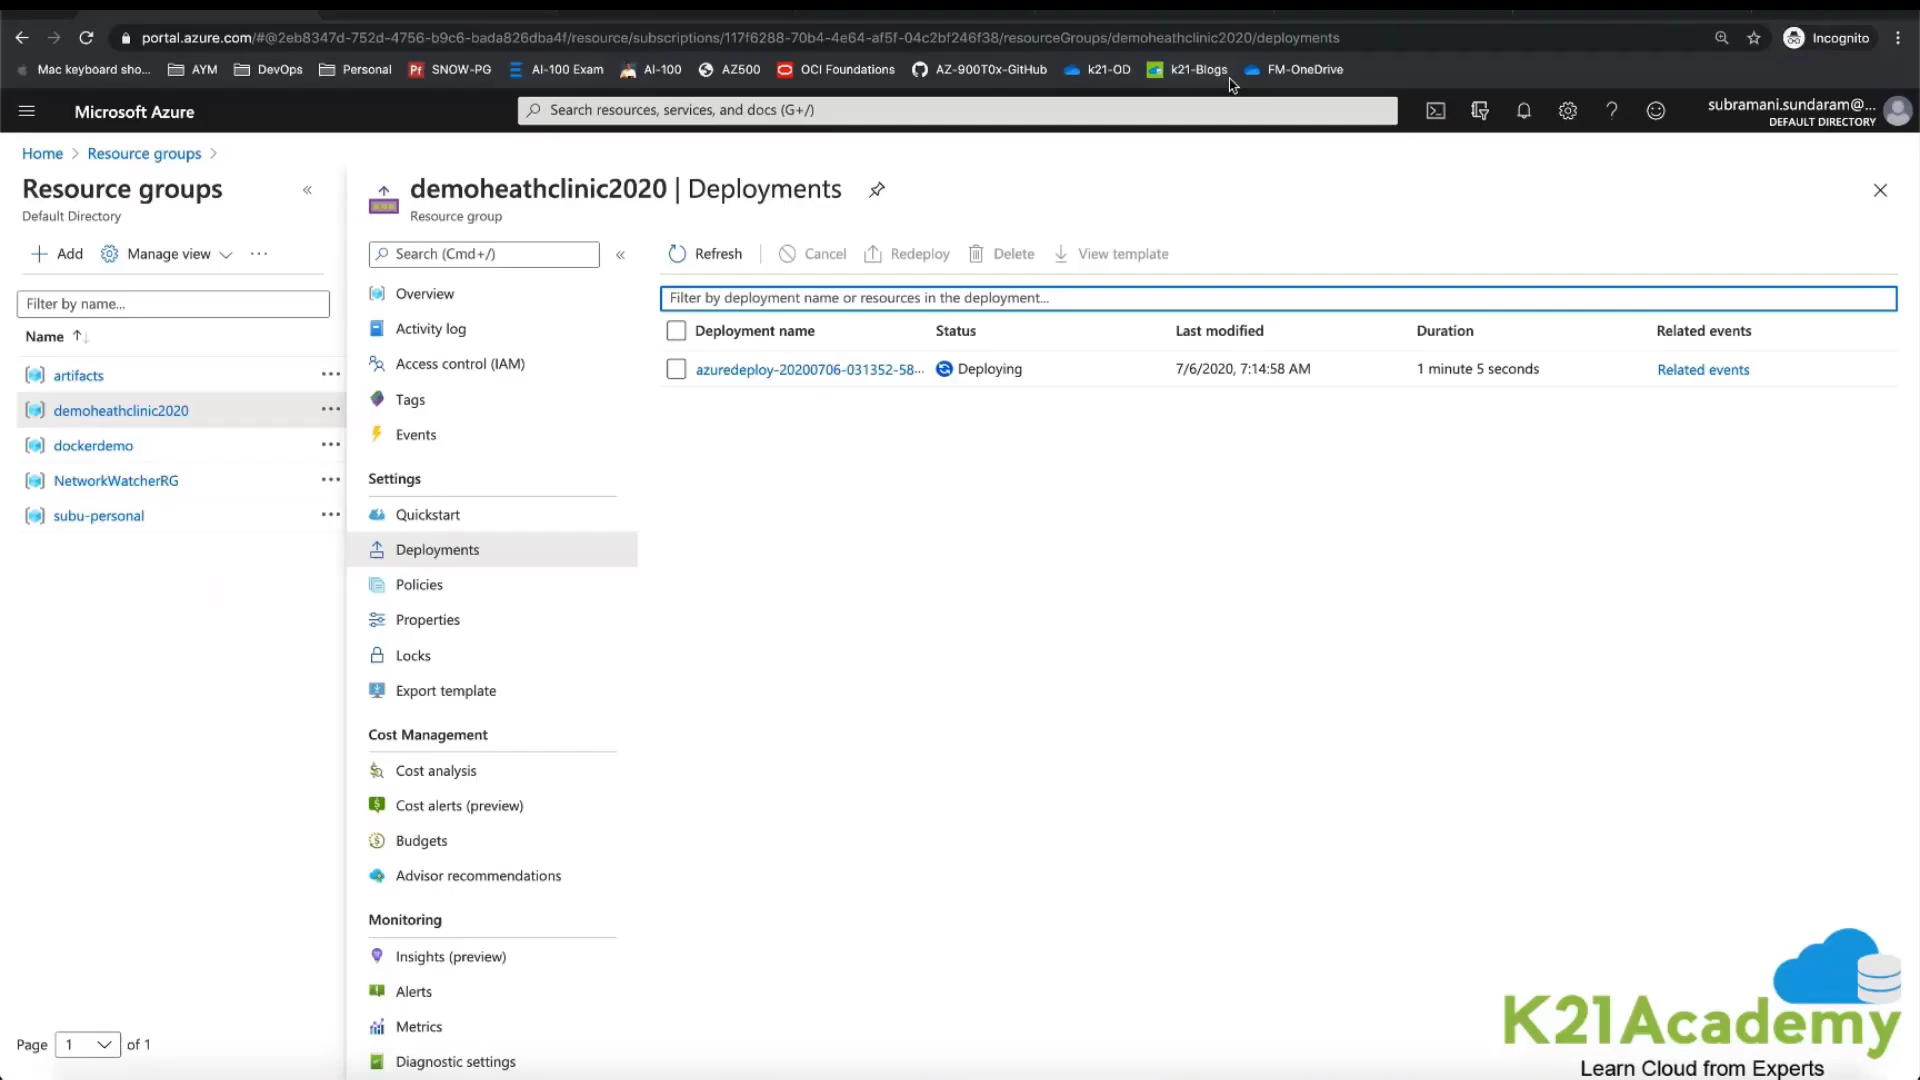 portal.azure.com/#@2eb8347d-752d-4756-b9c6-bada826dba4f/resource/subscriptions/117f6288-70b4-4e64-af5f-04c2bf246f38/resourceGroups/demoheathclinic2020/deployments
Incognito
Mac keyboard sho... AYM DevOps Personal SNOW-PG AI-100 Exam AI-100 AZ500 OCI Foundations AZ-900T0x-GitHub k21-OD k21-Blogs FM-OneDrive
Microsoft Azure
Search resources, services, and docs (G+/)
subramani.sundaram@...
DEFAULT DIRECTORY
Home > Resource groups >
Resource groups
Default Directory
Add Manage view ...
Filter by name...
Name
artifacts
demoheathclinic2020
dockerdemo
NetworkWatcherRG
subu-personal
Page 1 of 1
demoheathclinic2020 | Deployments
Resource group
Search (Cmd+/)
Overview
Activity log
Access control (IAM)
Tags
Events
Settings
Quickstart
Deployments
Policies
Properties
Locks
Export template
Cost Management
Cost analysis
Cost alerts (preview)
Budgets
Advisor recommendations
Monitoring
Insights (preview)
Alerts
Metrics
Diagnostic settings
Refresh Cancel Redeploy Delete View template
Filter by deployment name or resources in the deployment...
Deployment name Status Last modified Duration Related events
azuredeploy-20200706-031352-58... Deploying 7/6/2020, 7:14:58 AM 1 minute 5 seconds Related events
K21Academy
Learn Cloud from Experts